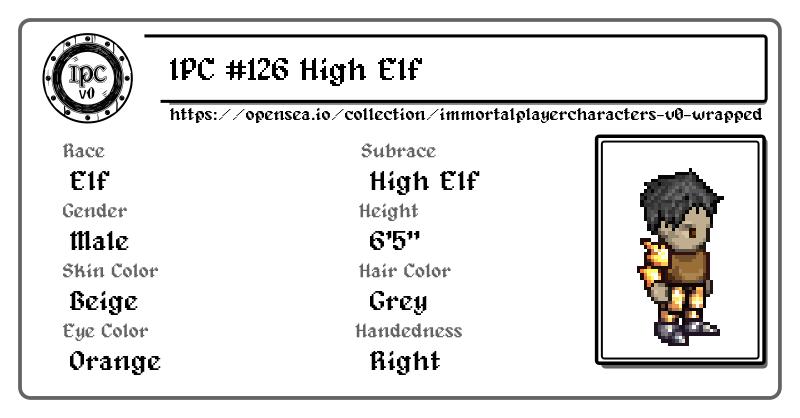 IPC
v0
IPC #126 High Elf
https://opensea.io/collection/immortalplayercharacters-v0-wrapped
Race
Elf
Subrace
High Elf
Gender
Male
Height
6'5"
Skin Color
Beige
Hair Color
Grey
Eye Color
Orange
Handedness
Right